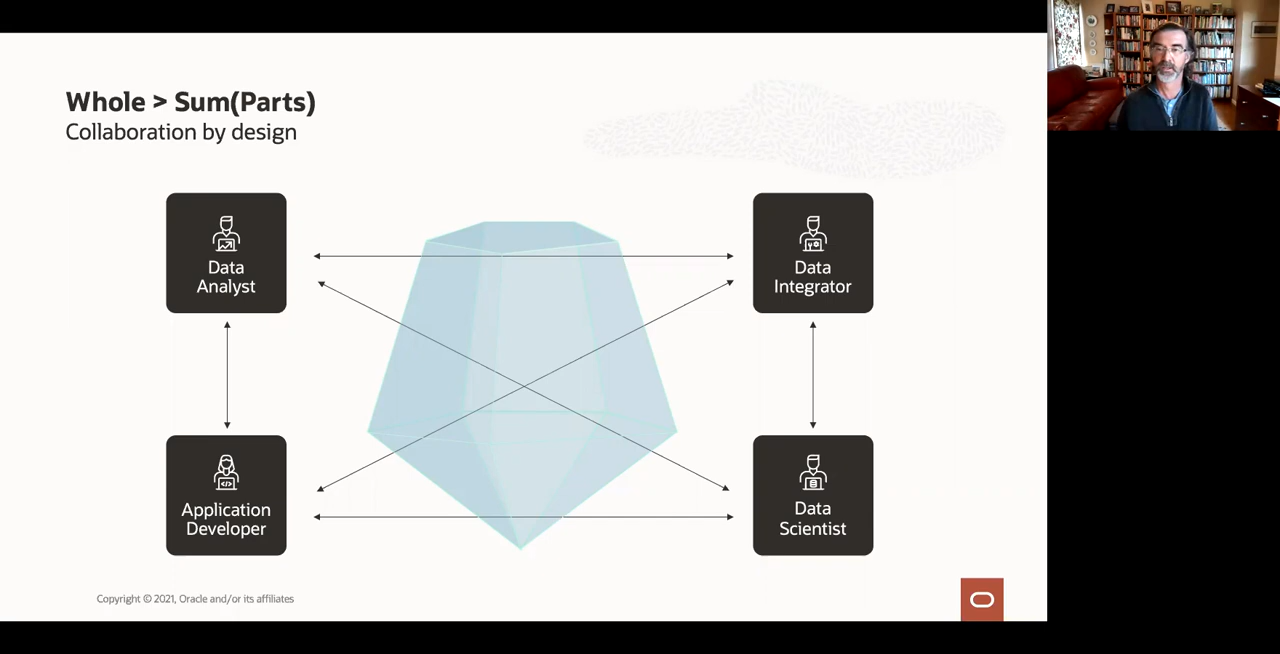 Whole > Sum(Parts)
Collaboration by design
Data
Analyst
Data
Integrator
Application
Developer
Data
Scientist
Copyright © 2021, Oracle and/or its affiliates